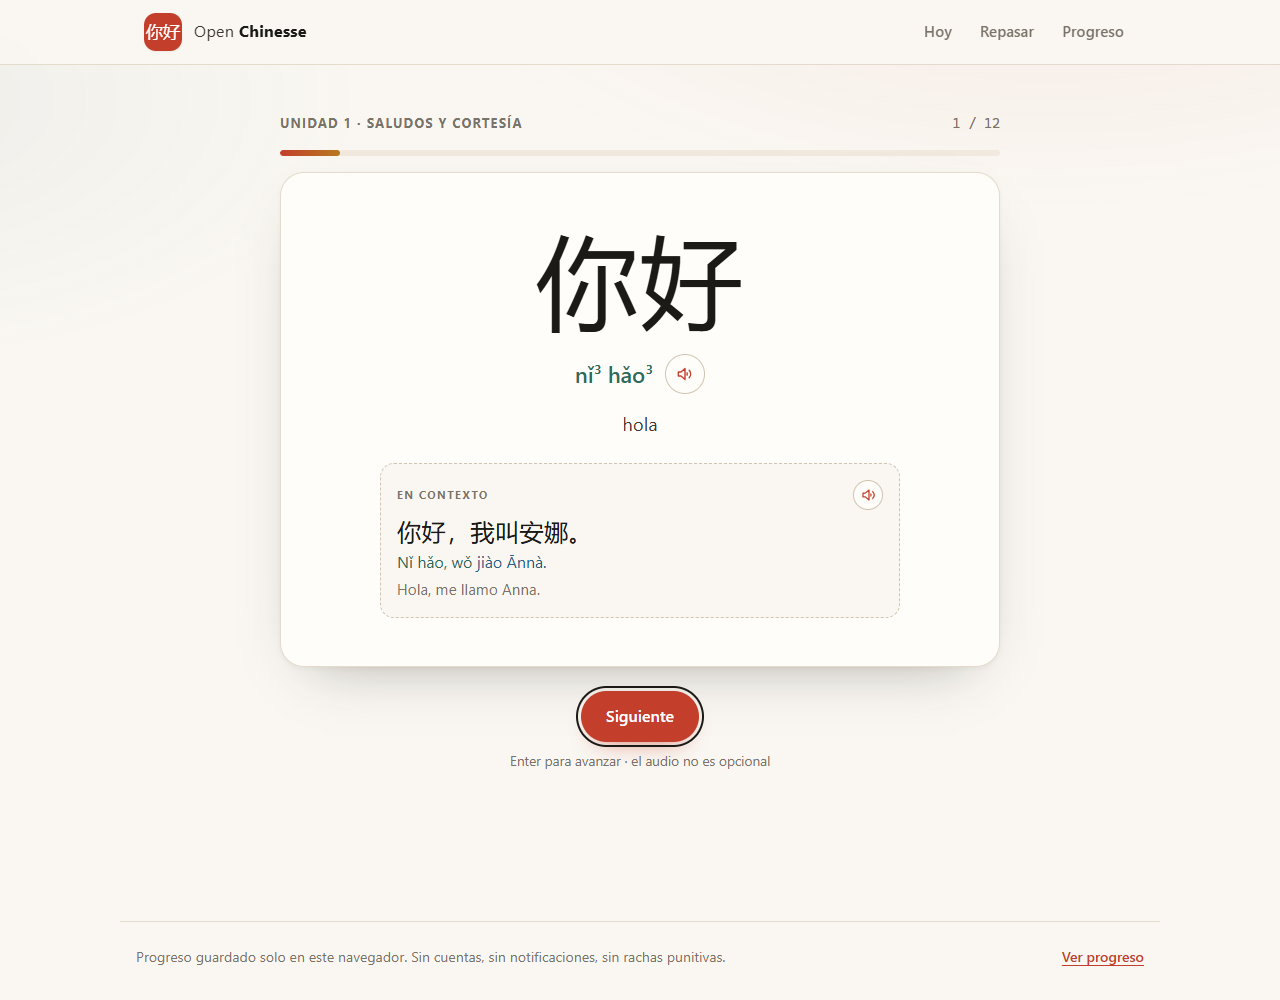 你好 Open Chinesse Hoy Repasar Progreso
UNIDAD 1 · SALUDOS Y CORTESÍA 1 / 12
你好
nǐ³ hǎo³
hola
EN CONTEXTO
你好，我叫安娜。
Nǐ hǎo, wǒ jiào Ānnà.
Hola, me llamo Anna.
Siguiente
Enter para avanzar · el audio no es opcional
Progreso guardado solo en este navegador. Sin cuentas, sin notificaciones, sin rachas punitivas. Ver progreso